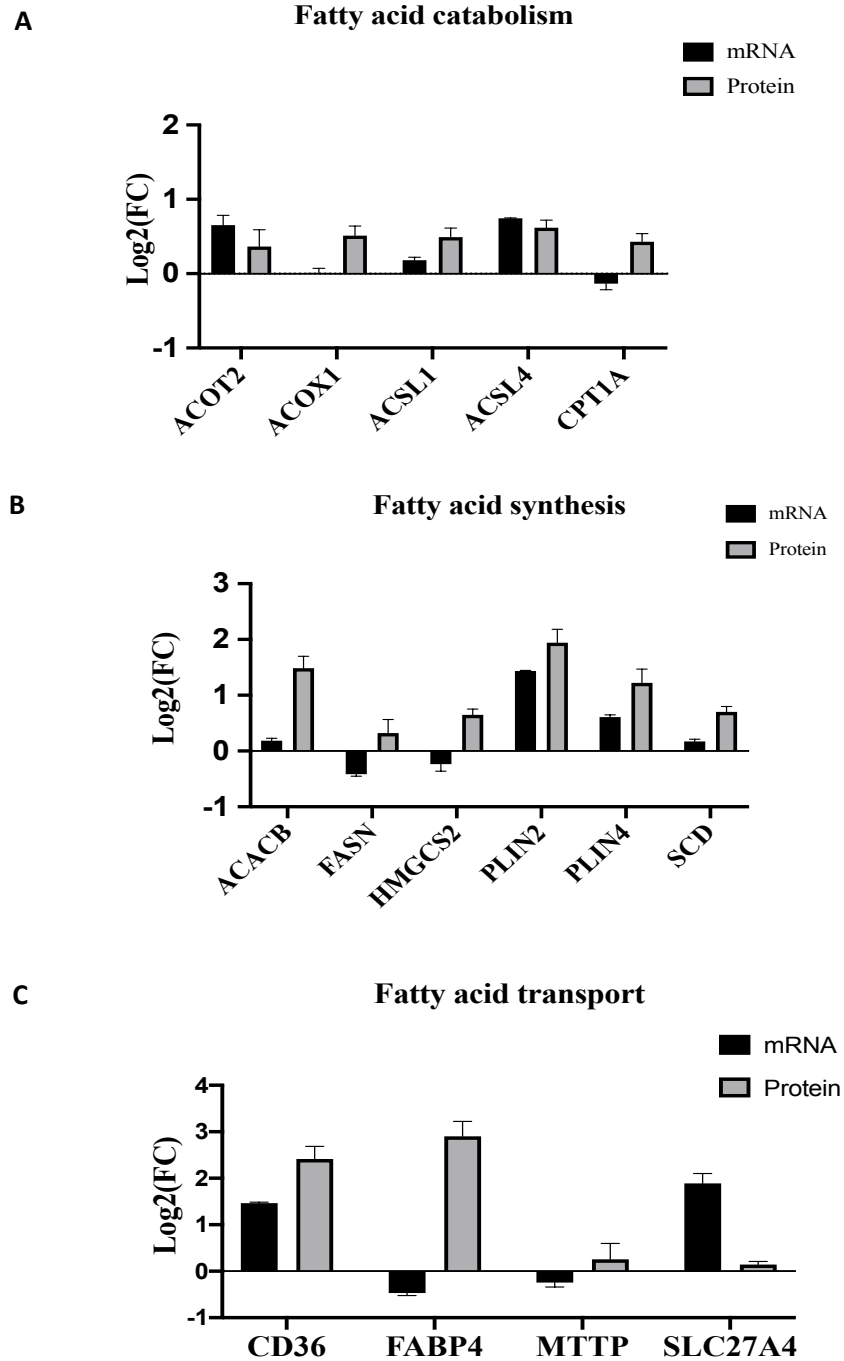 A
Fatty acid catabolism
mRNA
Protein
Log2(FC)
2
1
0
-1
ACOT2
ACOX1
ACSL1
ACSL4
CPT1A
B
Fatty acid synthesis
mRNA
Protein
Log2(FC)
3
2
1
0
-1
ACACB
FASN
HMGCS2
PLIN2
PLIN4
SCD
C
Fatty acid transport
mRNA
Protein
Log2(FC)
4
3
2
1
0
-1
CD36 FABP4 MTTP SLC27A4